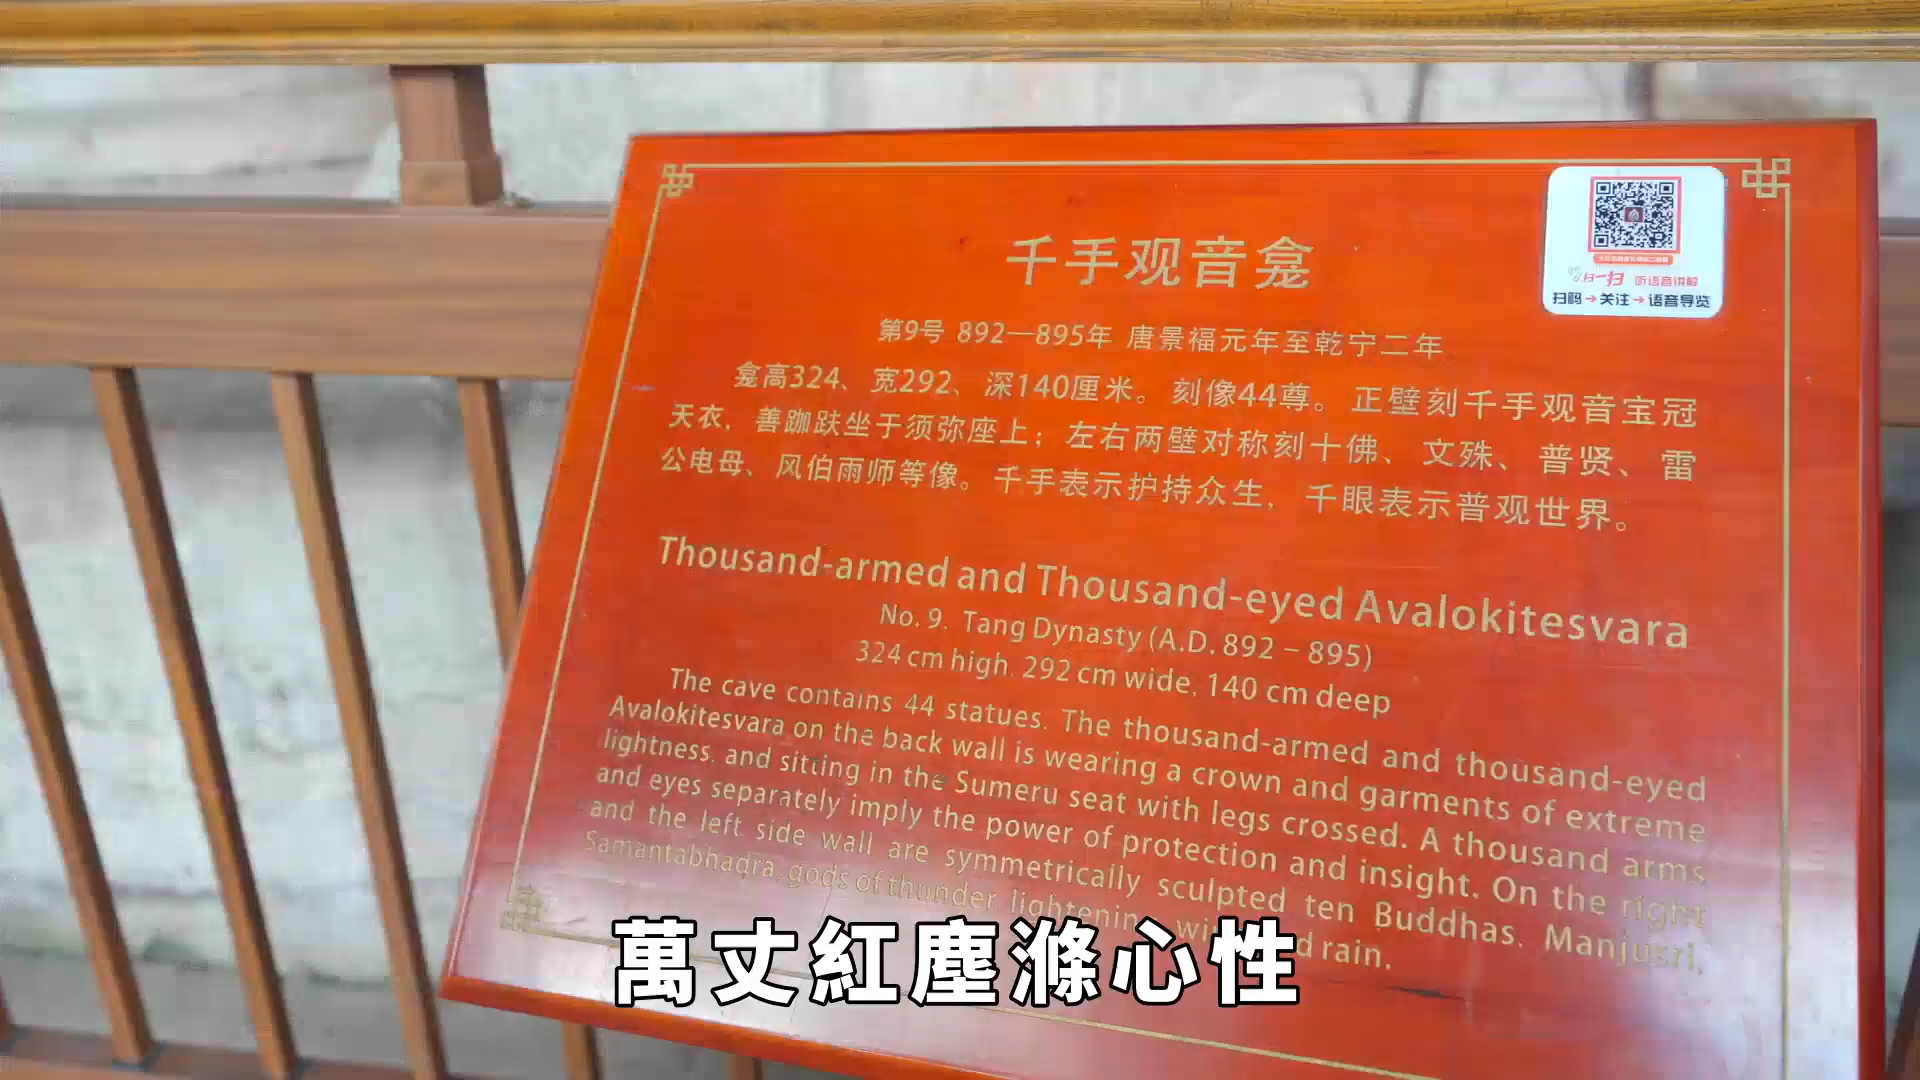 千手观音龛
扫一扫 听语音讲解
扫码→关注→语音导览
第9号 892—895年 唐景福元年至乾宁二年
龛高324、宽292、深140厘米。刻像44尊。正壁刻千手观音宝冠
天衣，善跏趺坐于须弥座上；左右两壁对称刻十佛、文殊、普贤、雷
公电母、风伯雨师等像。千手表示护持众生，千眼表示普观世界。
Thousand-armed and Thousand-eyed Avalokitesvara
No. 9. Tang Dynasty (A.D. 892 – 895)
324 cm high. 292 cm wide, 140 cm deep
The cave contains 44 statues. The thousand-armed and thousand-eyed
Avalokitesvara on the back wall is wearing a crown and garments of extreme
lightness. and sitting in the Sumeru seat with legs crossed. A thousand arms
and eyes separately imply the power of protection and insight. On the right
and the left side wall are symmetrically sculpted ten Buddhas. Manjusri,
Samantabhadra, gods of thunder, lightening, and rain.
萬丈紅塵滌心性